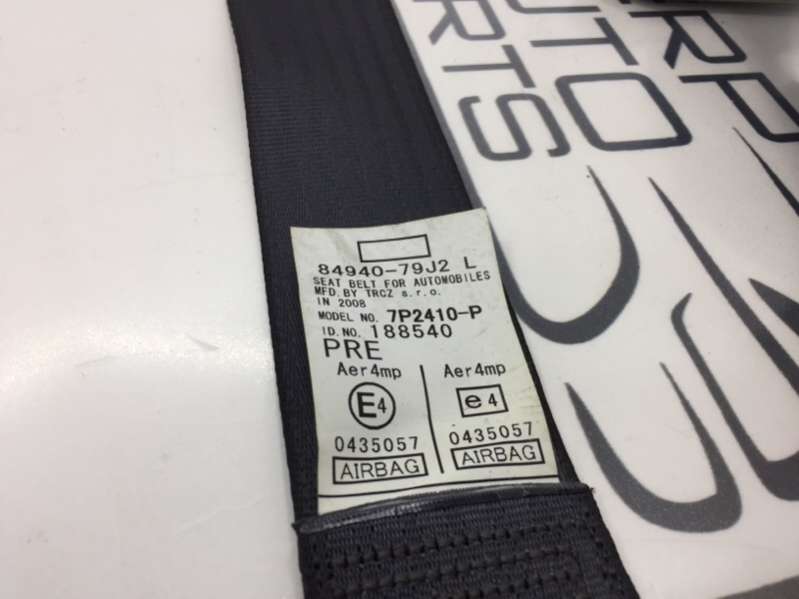 84940-79J2 L
SEAT BELT FOR AUTOMOBILES
MFD. BY TRCZ s.r.o.
IN 2008
MODEL NO. 7P2410-P
ID.NO. 188540
PRE
Aer4mp Aer4mp
E4 e4
0435057 0435057
AIRBAG AIRBAG